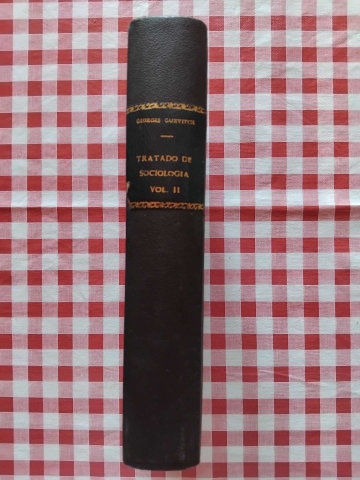 GEORGES GURVITCH
TRATADO DE
SOCIOLOGIA
VOL. II